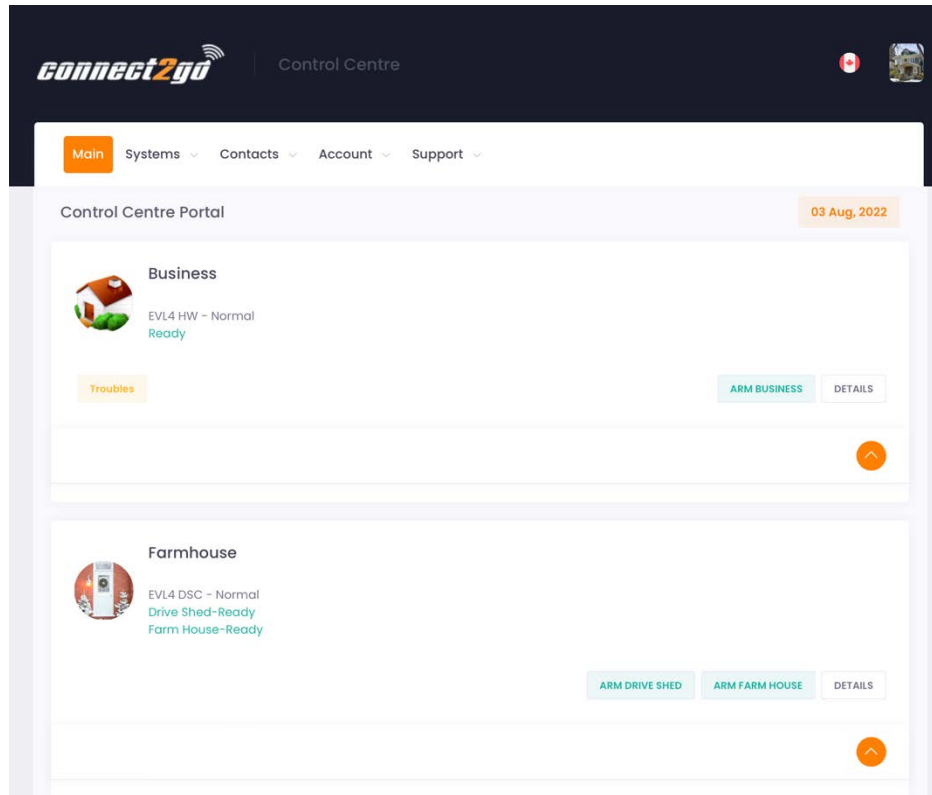 connect2go
Control Centre
Main Systems Contacts Account Support
Control Centre Portal
03 Aug, 2022
Business
EVL4 HW - Normal
Ready
Troubles
ARM BUSINESS DETAILS
Farmhouse
EVL4 DSC - Normal
Drive Shed-Ready
Farm House-Ready
ARM DRIVE SHED ARM FARM HOUSE DETAILS